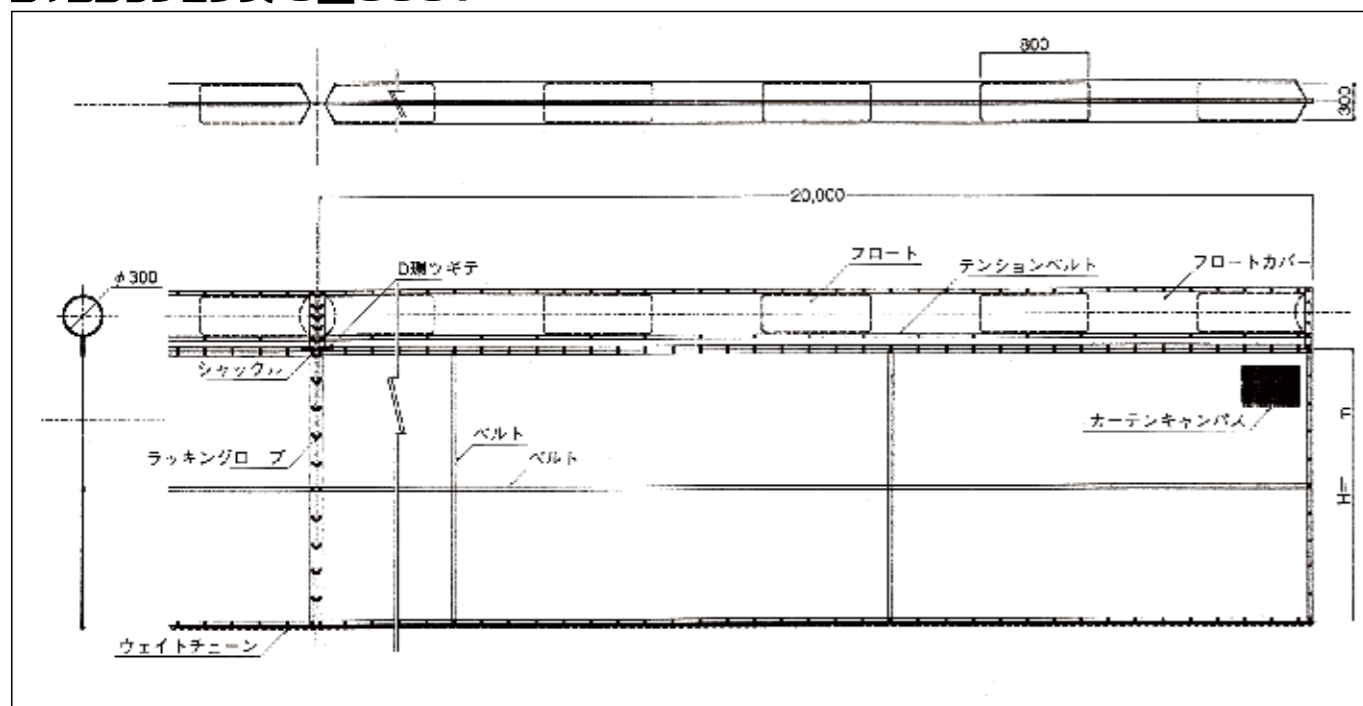 800
300
20,000
φ300
D環ツギテ
フロート
テンションベルト
フロートカバー
シャックル
カーテンキャンバス
ベルト
ラッキングロープ
ベルト
ウェイトチェーン